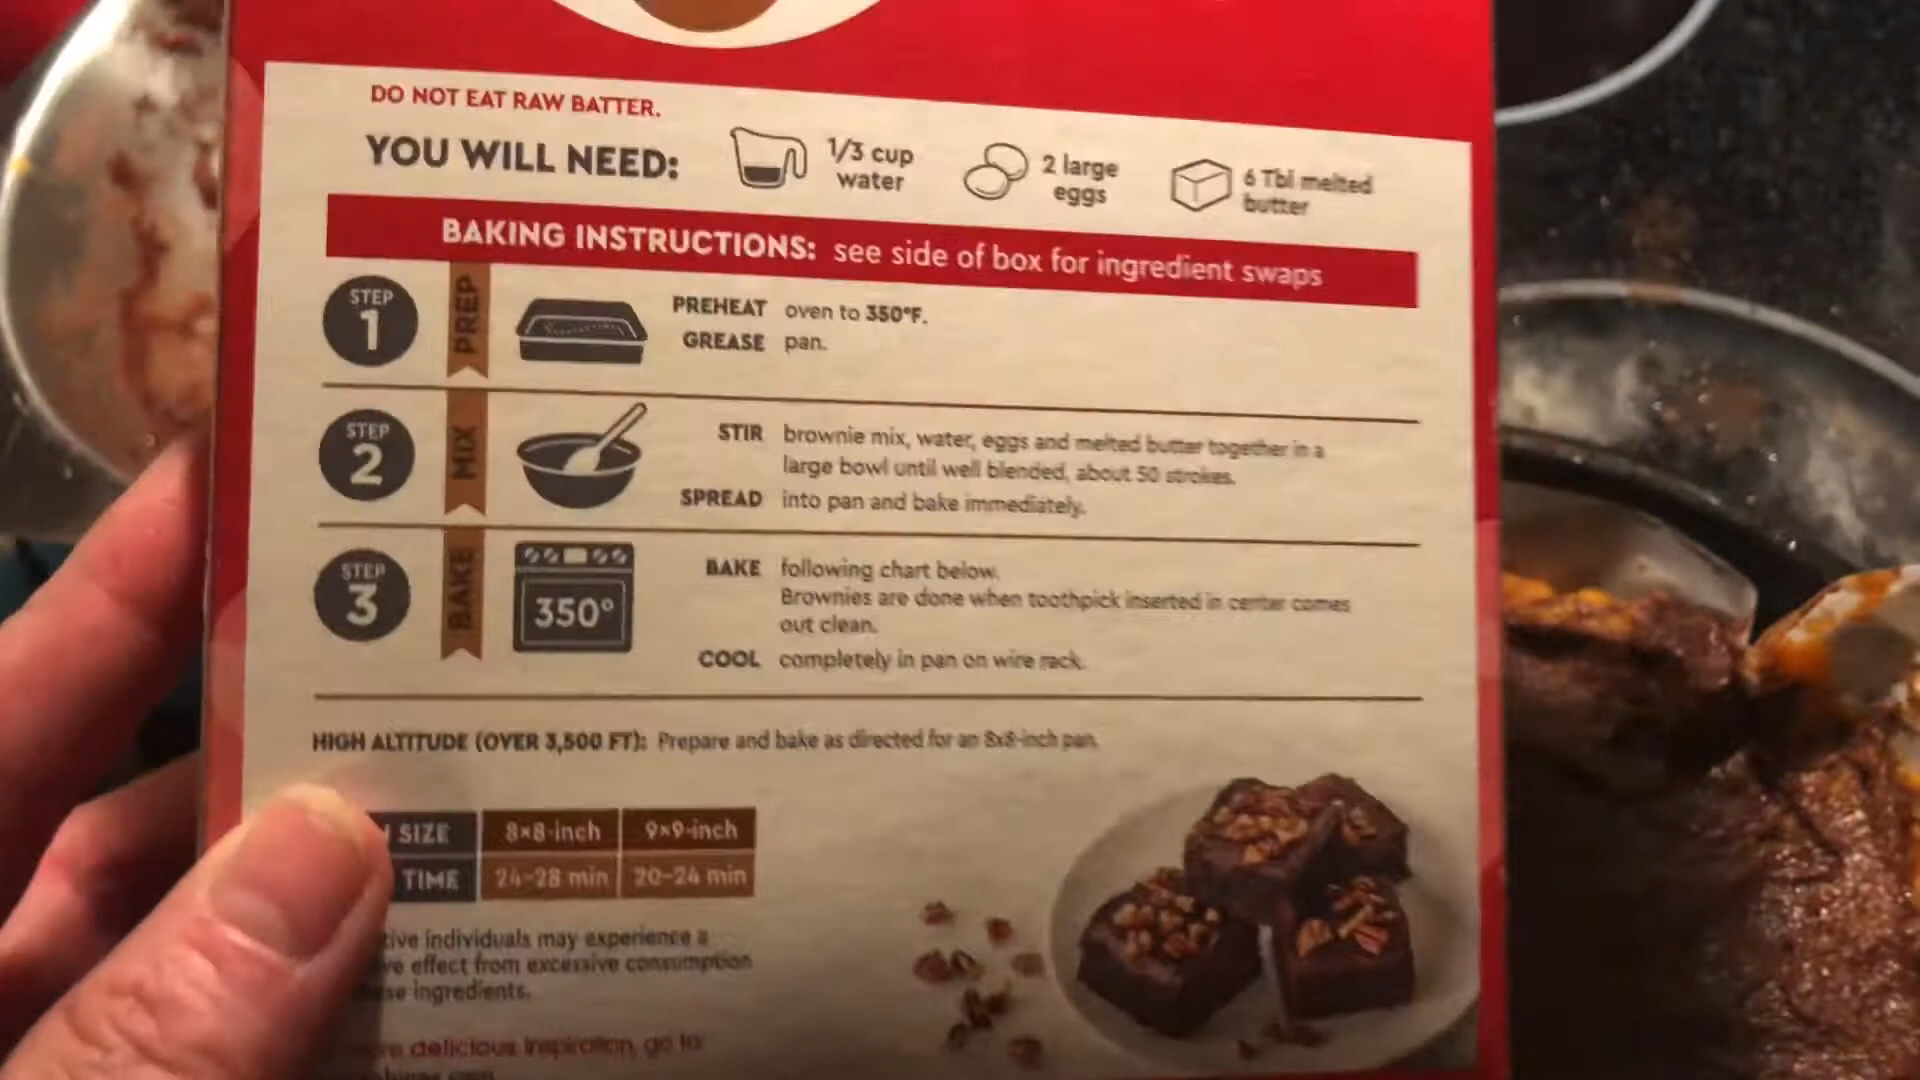 DO NOT EAT RAW BATTER.
YOU WILL NEED:
1/3 cup
water
2 large
eggs
6 Tbl melted
butter
BAKING INSTRUCTIONS: see side of box for ingredient swaps
STEP
1
PREP
PREHEAT oven to 350°F.
GREASE pan.
STEP
2
MIX
STIR brownie mix, water, eggs and melted butter together in a
large bowl until well blended, about 50 strokes.
SPREAD into pan and bake immediately.
STEP
3
BAKE
350°
BAKE following chart below.
Brownies are done when toothpick inserted in center comes
out clean.
COOL completely in pan on wire rack.
HIGH ALTITUDE (OVER 3,500 FT): Prepare and bake as directed for an 8x8-inch pan.
SIZE 8×8-inch 9×9-inch
TIME 24-28 min 20-24 min
individuals may experience a
effect from excessive consumption
ingredients.
delicious inspiration, go to: